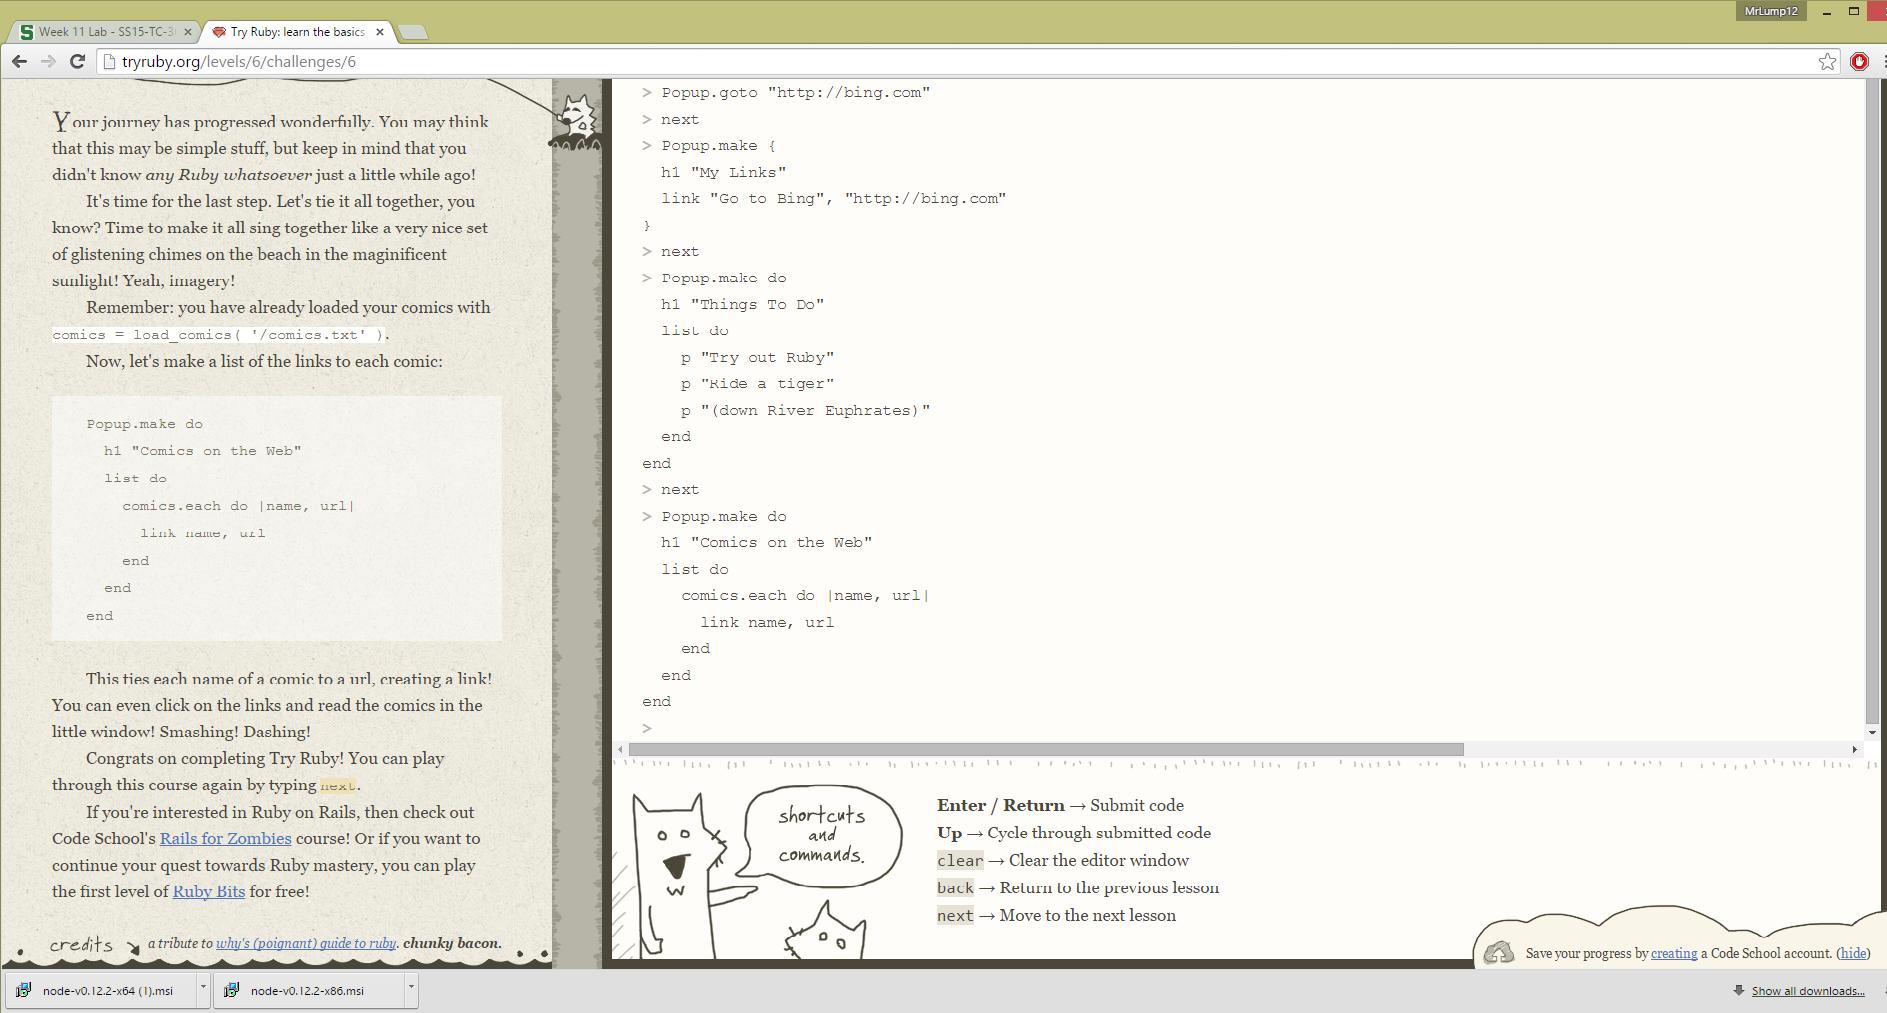 MrLump12
Week 11 Lab - SS15-TC-3
Try Ruby: learn the basics
tryruby.org/levels/6/challenges/6
Your journey has progressed wonderfully. You may think
that this may be simple stuff, but keep in mind that you
didn't know any Ruby whatsoever just a little while ago!
It's time for the last step. Let's tie it all together, you
know? Time to make it all sing together like a very nice set
of glistening chimes on the beach in the maginificent
sunlight! Yeah, imagery!
Remember: you have already loaded your comics with
comics = load_comics( '/comics.txt' ).
Now, let's make a list of the links to each comic:
Popup.make do
h1 "Comics on the Web"
list do
comics.each do |name, url|
link name, url
end
end
end
This ties each name of a comic to a url, creating a link!
You can even click on the links and read the comics in the
little window! Smashing! Dashing!
Congrats on completing Try Ruby! You can play
through this course again by typing next.
If you're interested in Ruby on Rails, then check out
Code School's Rails for Zombies course! Or if you want to
continue your quest towards Ruby mastery, you can play
the first level of Ruby Bits for free!
credits a tribute to why's (poignant) guide to ruby. chunky bacon.
> Popup.goto "http://bing.com"
> next
> Popup.make {
h1 "My Links"
link "Go to Bing", "http://bing.com"
}
> next
> Popup.make do
h1 "Things To Do"
list do
p "Try out Ruby"
p "Ride a tiger"
p "(down River Euphrates)"
end
end
> next
> Popup.make do
h1 "Comics on the Web"
list do
comics.each do |name, url|
link name, url
end
end
end
>
shortcuts
and
commands.
Enter / Return → Submit code
Up → Cycle through submitted code
clear → Clear the editor window
back → Return to the previous lesson
next → Move to the next lesson
Save your progress by creating a Code School account. (hide)
node-v0.12.2-x64 (1).msi
node-v0.12.2-x86.msi
Show all downloads...